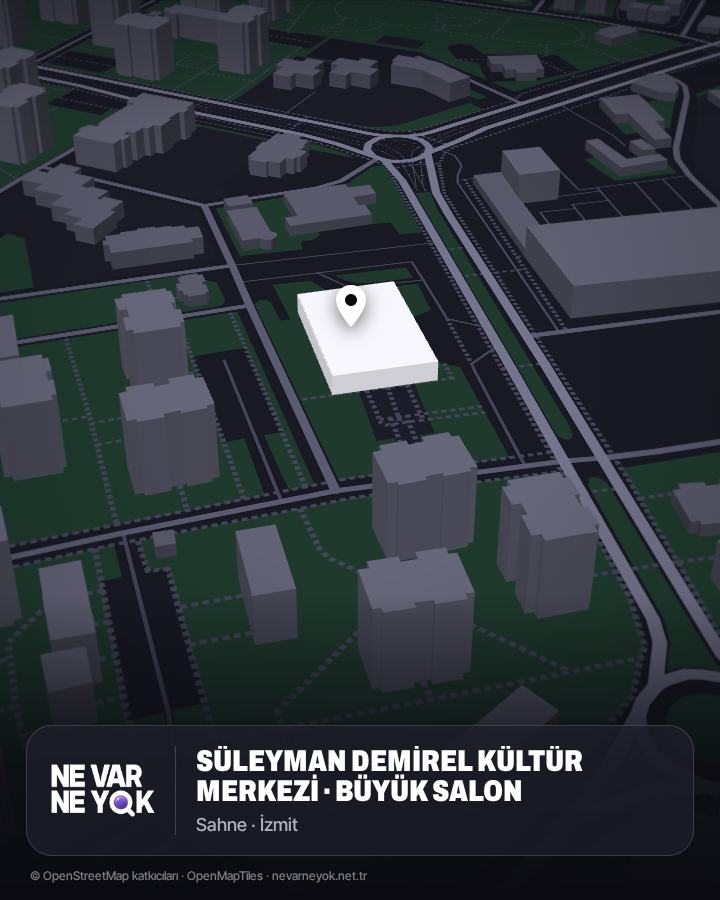 NE VAR
NE YOK
SÜLEYMAN DEMİREL KÜLTÜR
MERKEZİ · BÜYÜK SALON
Sahne · İzmit
© OpenStreetMap katkıcıları · OpenMapTiles · nevarneyok.net.tr